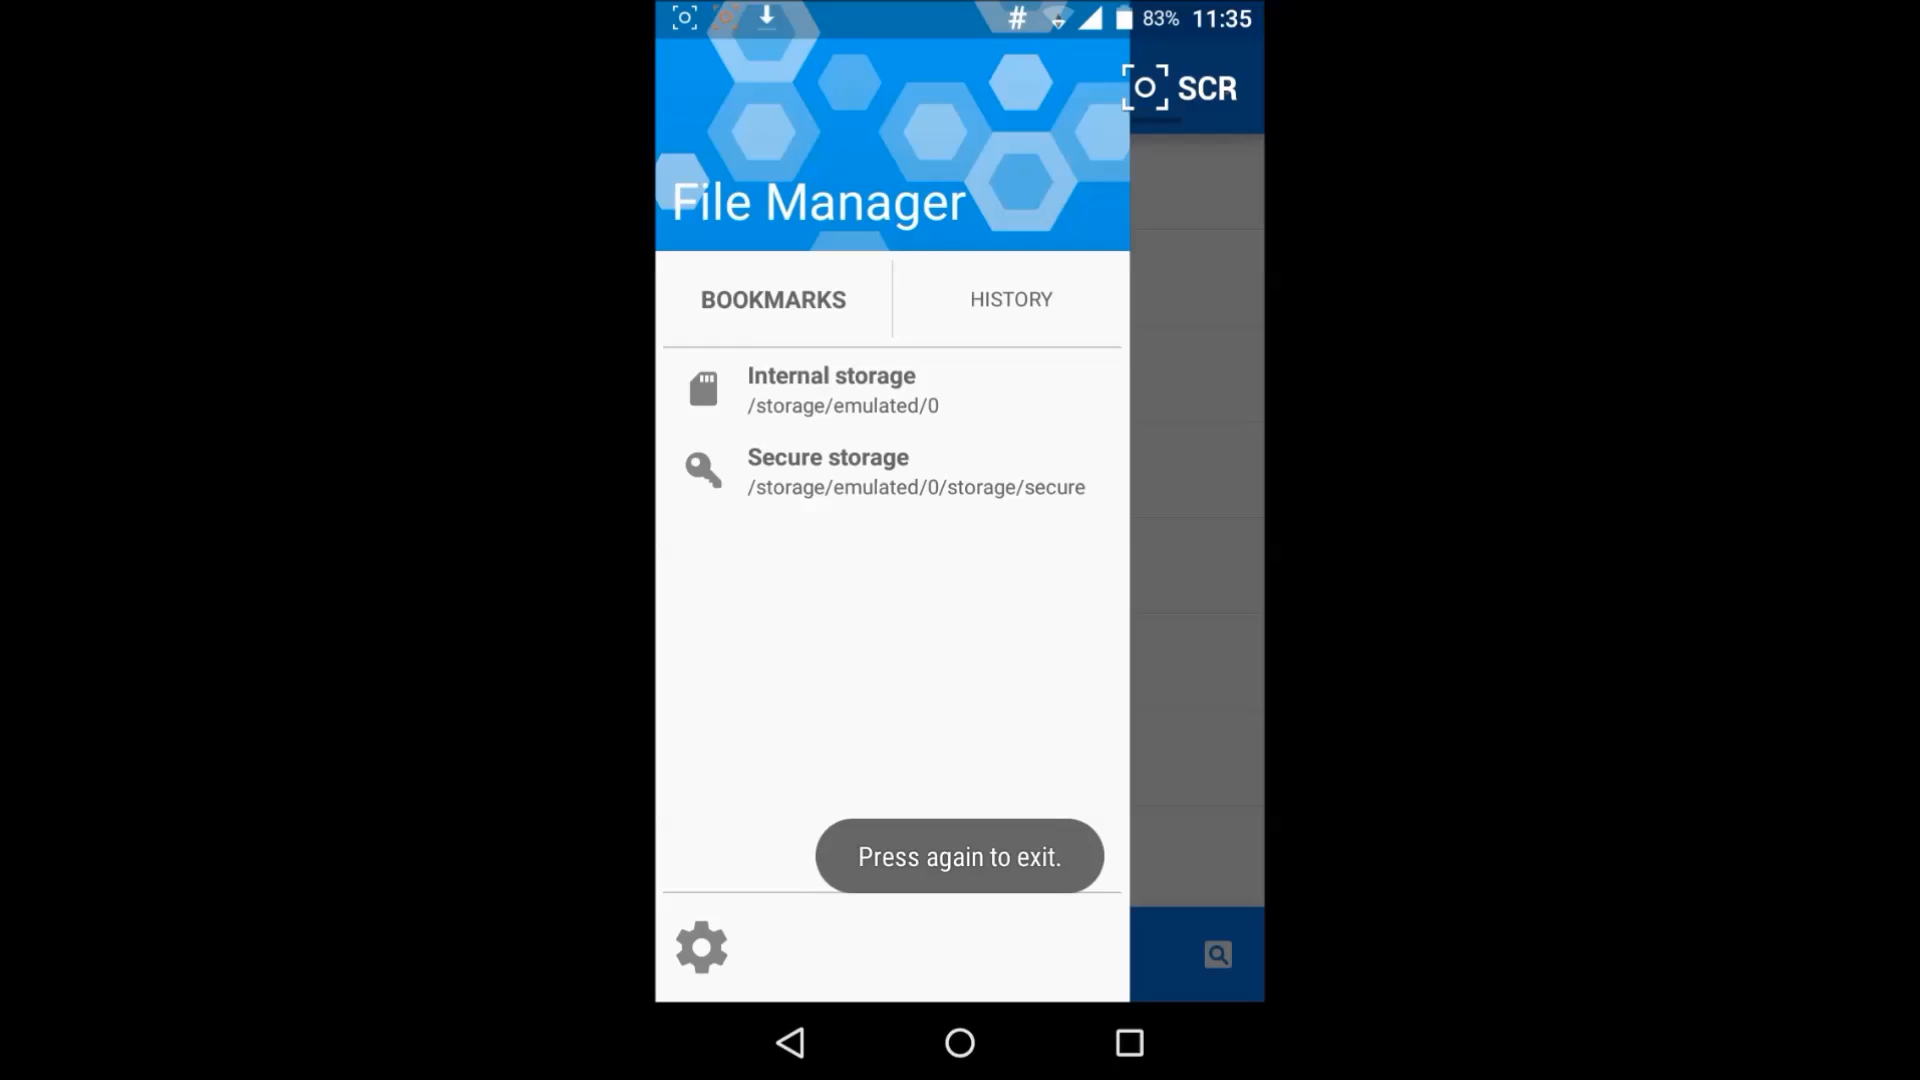 # 83% 11:35
SCR
File Manager
BOOKMARKS HISTORY
Internal storage
/storage/emulated/0
Secure storage
/storage/emulated/0/storage/secure
Press again to exit.